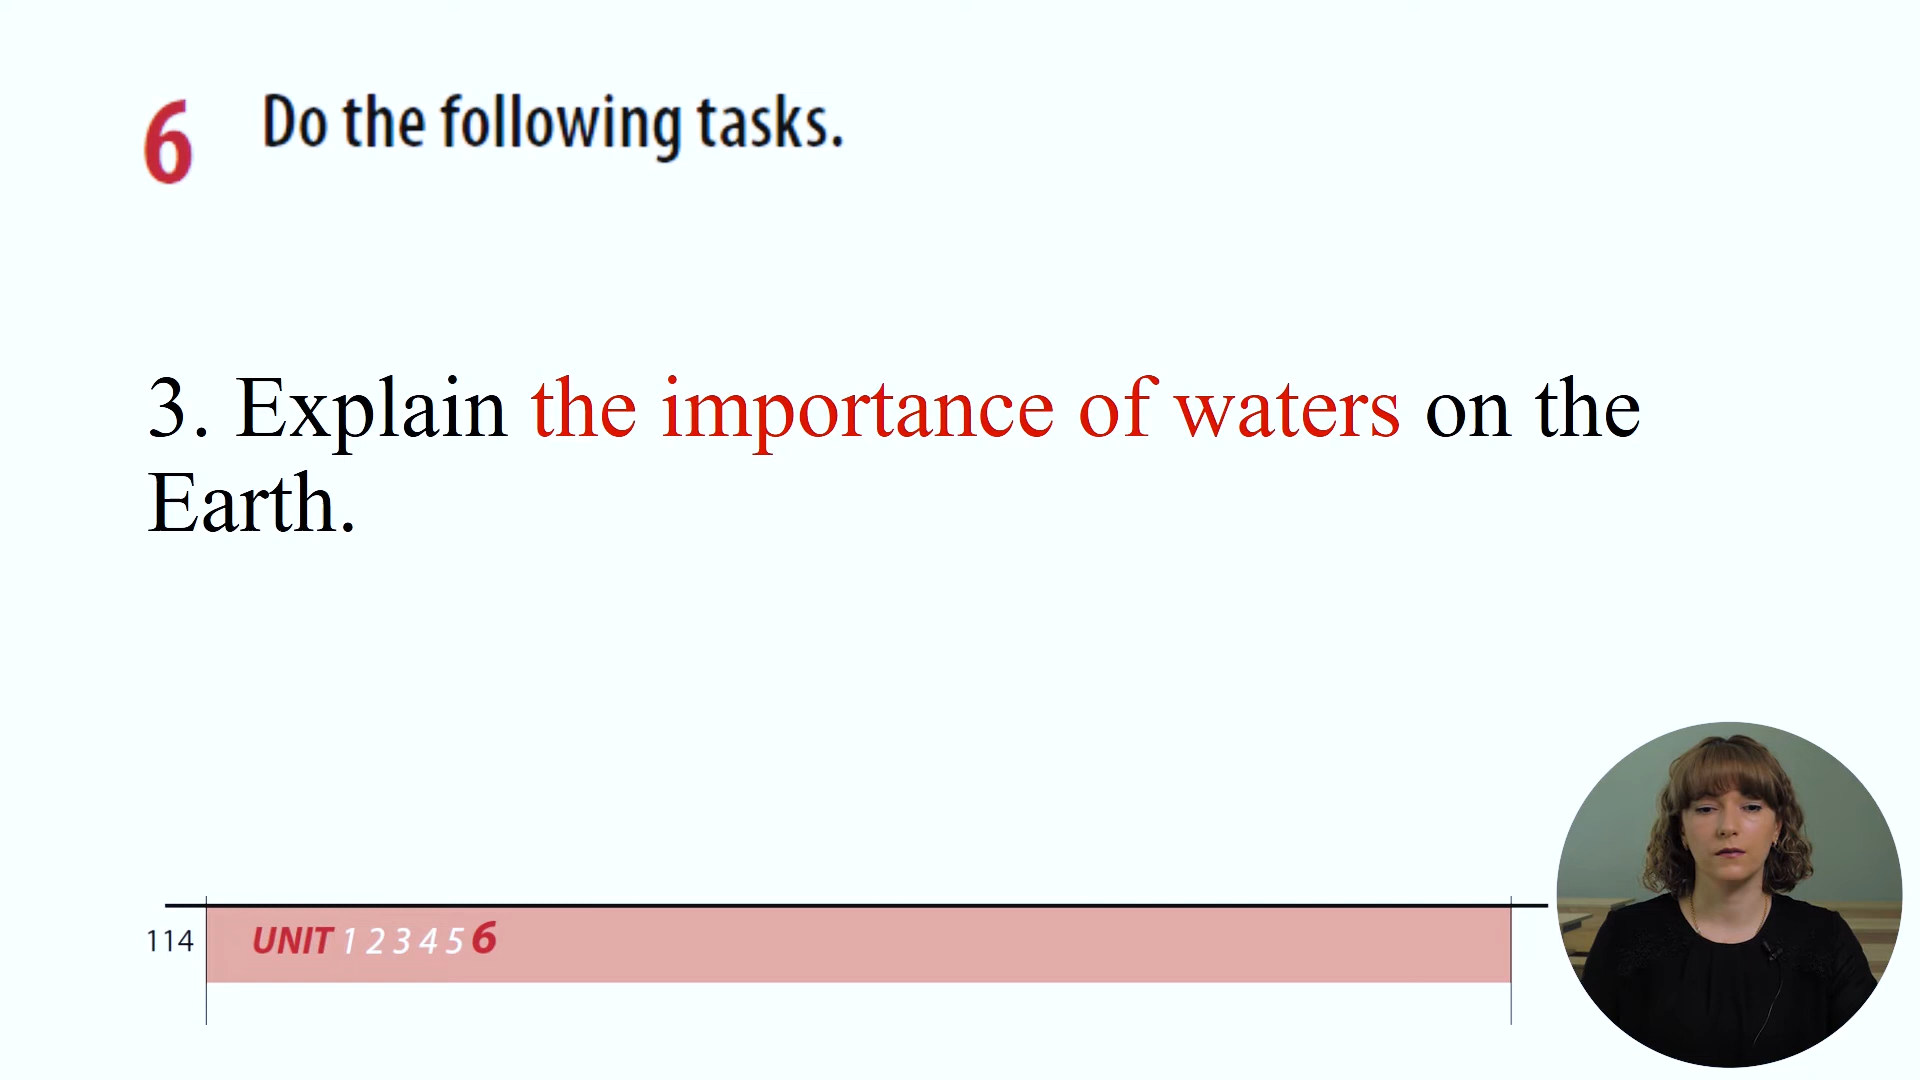 6 Do the following tasks.
3. Explain the importance of waters on the
Earth.
114 UNIT 1 2 3 4 5 6